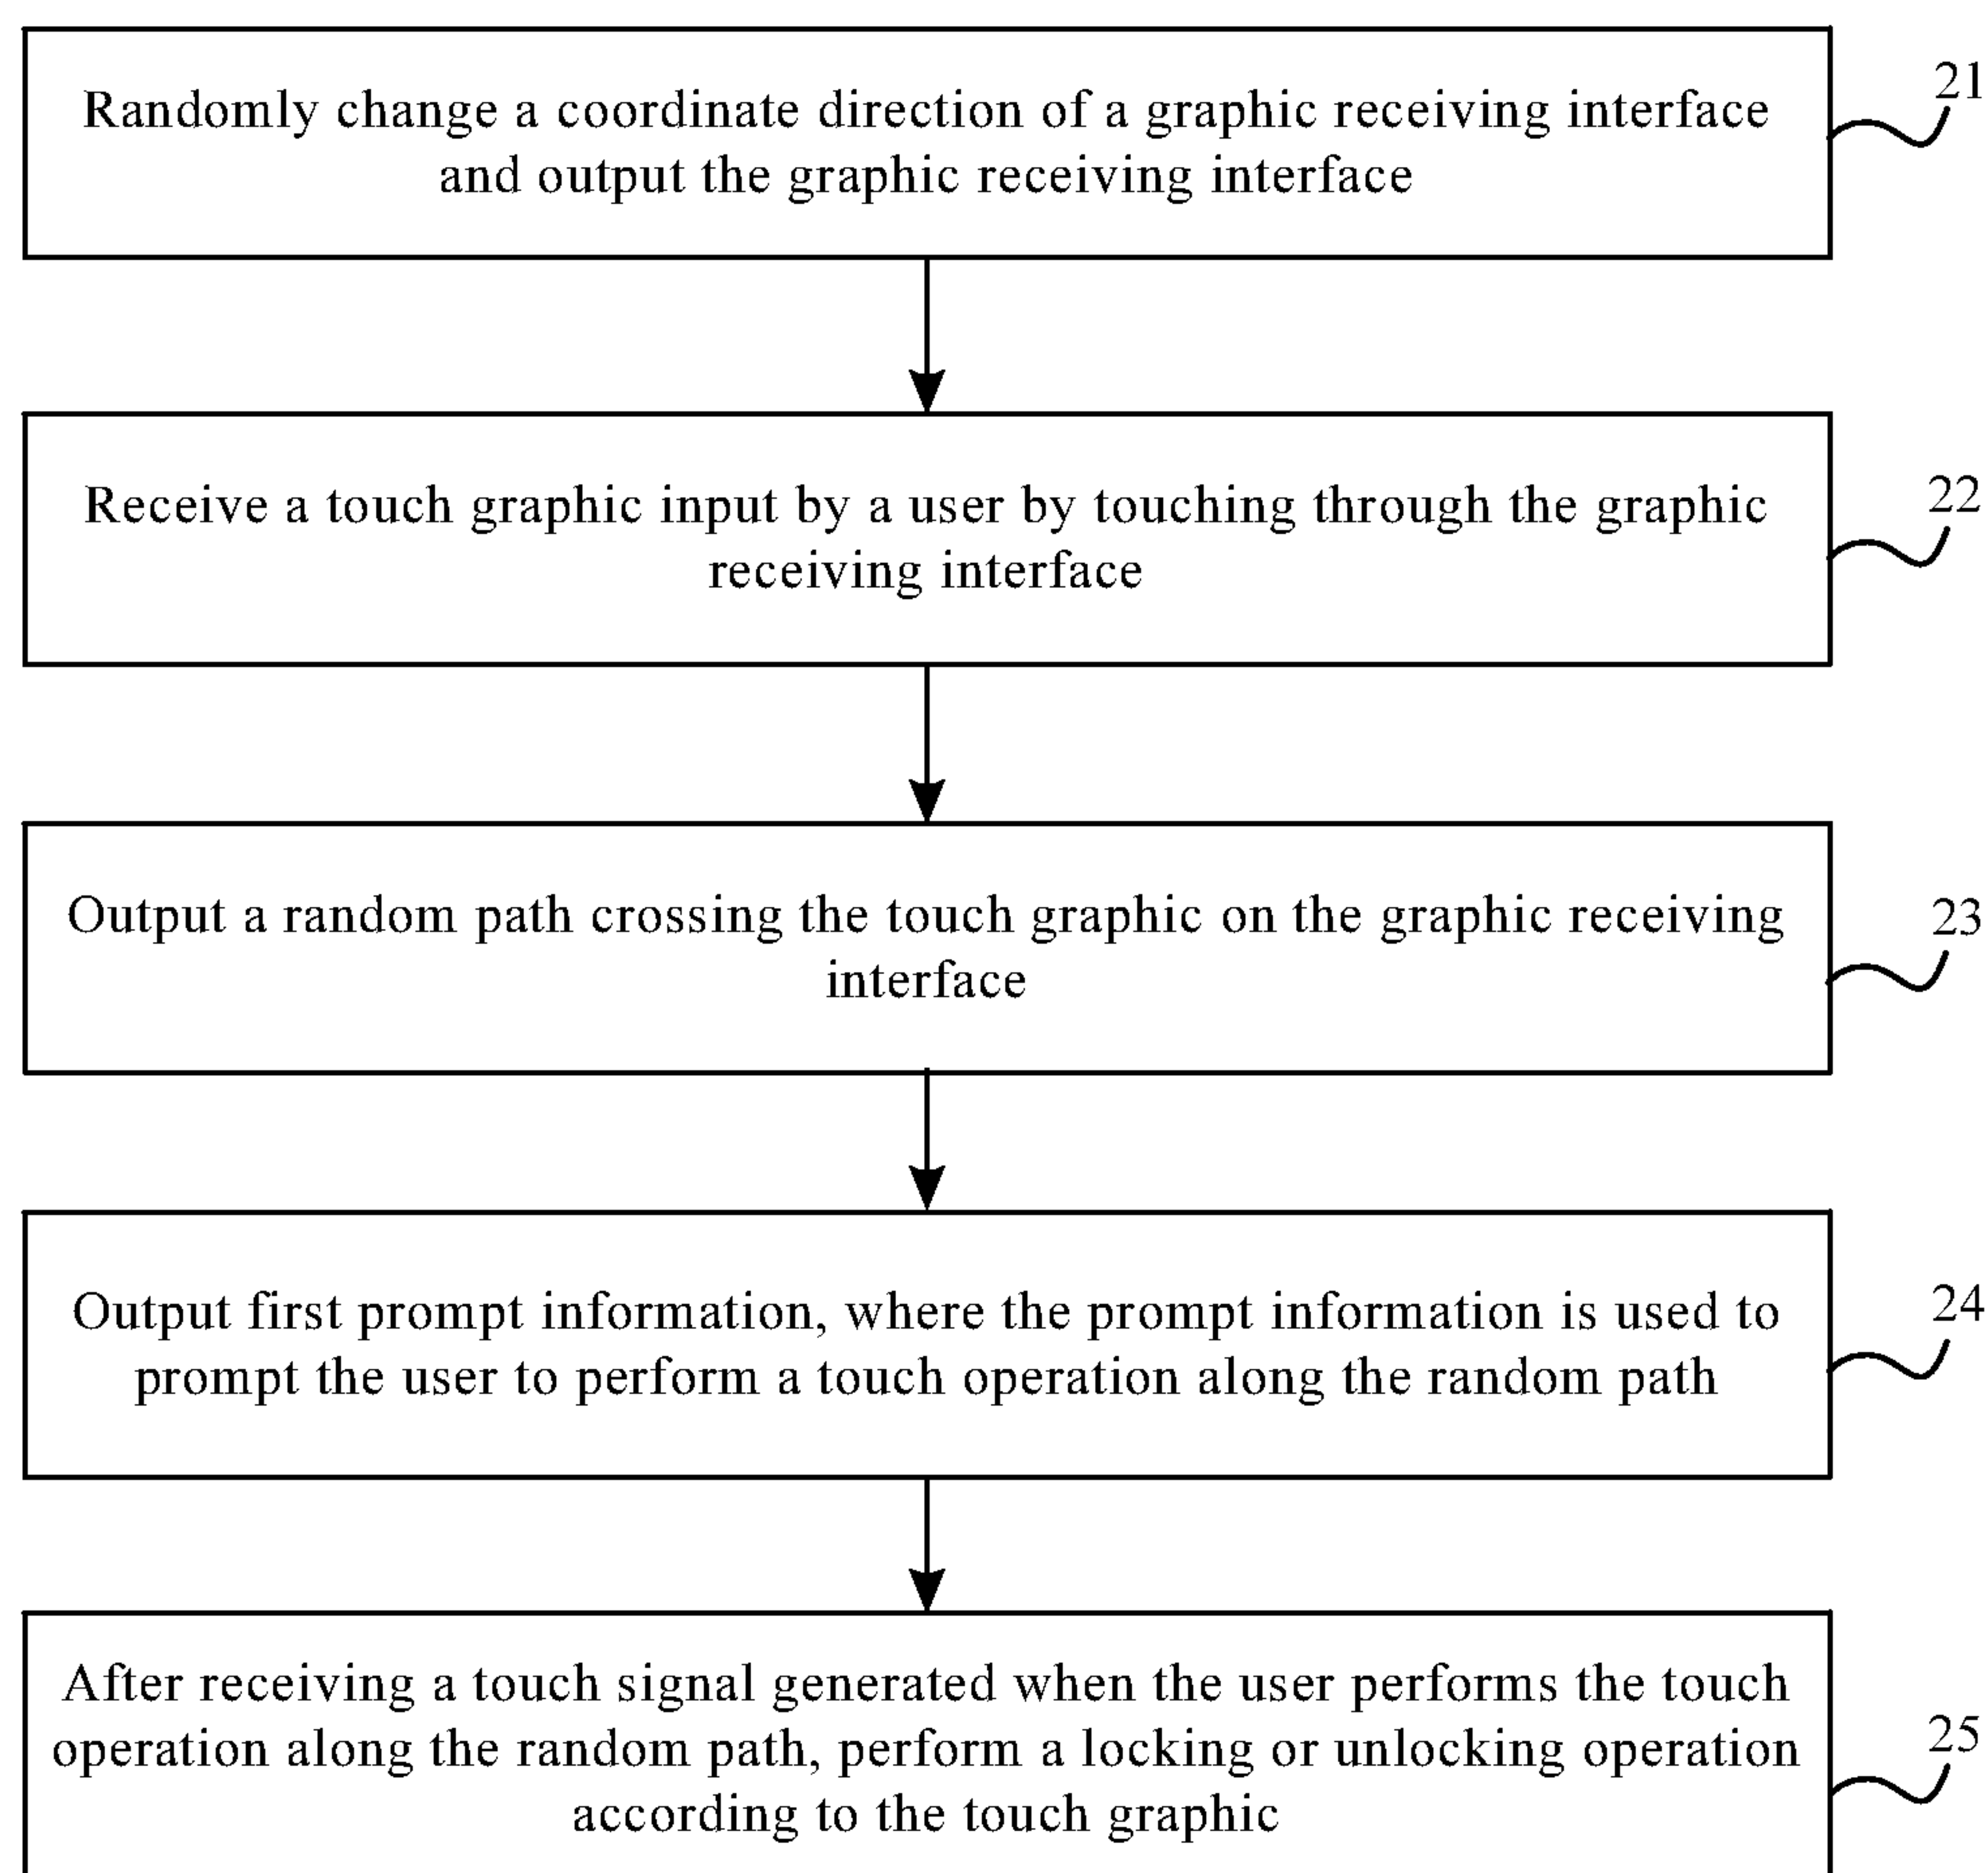 Randomly change a coordinate direction of a graphic receiving interface
and output the graphic receiving interface
21
Receive a touch graphic input by a user by touching through the graphic
receiving interface
22
Output a random path crossing the touch graphic on the graphic receiving
interface
23
Output first prompt information, where the prompt information is used to
prompt the user to perform a touch operation along the random path
24
After receiving a touch signal generated when the user performs the touch
operation along the random path, perform a locking or unlocking operation
according to the touch graphic
25